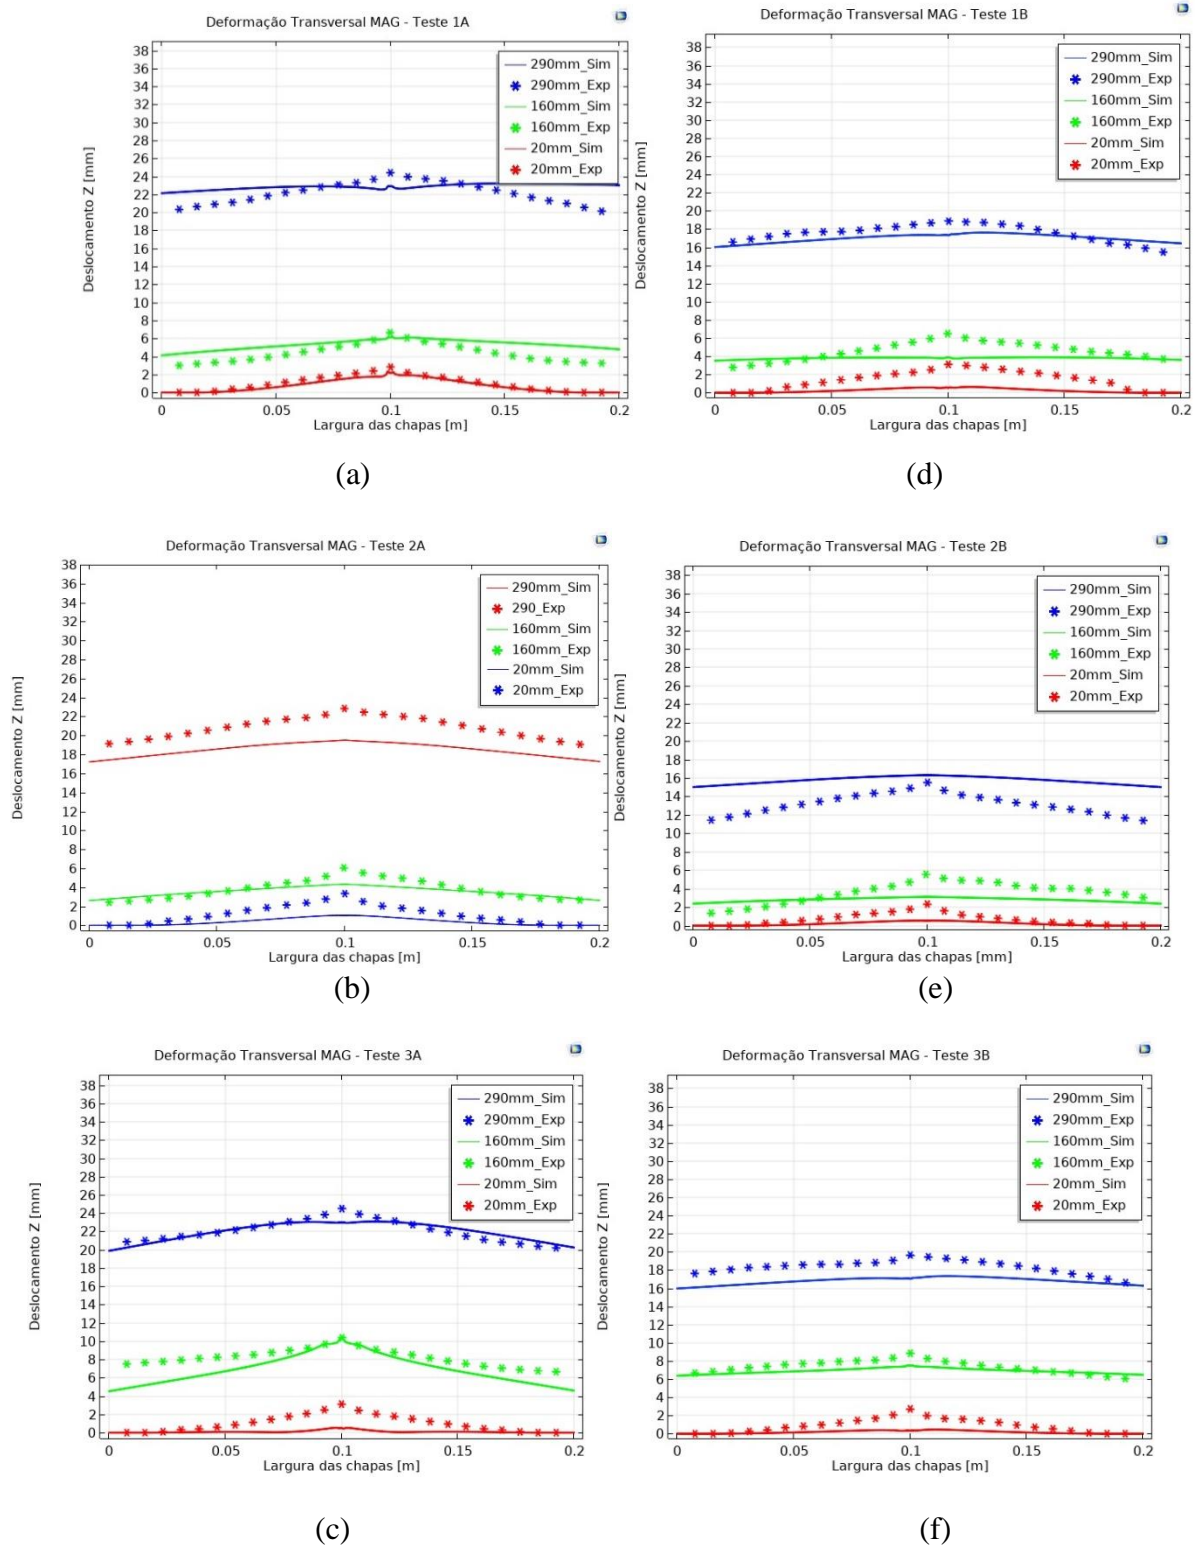 Deformação Transversal MAG - Teste 1A
Deslocamento Z [mm]
38
36
34
32
30
28
26
24
22
20
18
16
14
12
10
8
6
4
2
0
290mm_Sim
290mm_Exp
160mm_Sim
160mm_Exp
20mm_Sim
20mm_Exp
0 0.05 0.1 0.15 0.2
Largura das chapas [m]
(a)
Deformação Transversal MAG - Teste 1B
Deslocamento Z [mm]
38
36
34
32
30
28
26
24
22
20
18
16
14
12
10
8
6
4
2
0
290mm_Sim
290mm_Exp
160mm_Sim
160mm_Exp
20mm_Sim
20mm_Exp
0 0.05 0.1 0.15 0.2
Largura das chapas [m]
(d)
Deformação Transversal MAG - Teste 2A
Deslocamento Z [mm]
38
36
34
32
30
28
26
24
22
20
18
16
14
12
10
8
6
4
2
0
290mm_Sim
290_Exp
160mm_Sim
160mm_Exp
20mm_Sim
20mm_Exp
0 0.05 0.1 0.15 0.2
Largura das chapas [m]
(b)
Deformação Transversal MAG - Teste 2B
Deslocamento Z [mm]
38
36
34
32
30
28
26
24
22
20
18
16
14
12
10
8
6
4
2
0
290mm_Sim
290mm_Exp
160mm_Sim
160mm_Exp
20mm_Sim
20mm_Exp
0 0.05 0.1 0.15 0.2
Largura das chapas [mm]
(e)
Deformação Transversal MAG - Teste 3A
Deslocamento Z [mm]
38
36
34
32
30
28
26
24
22
20
18
16
14
12
10
8
6
4
2
0
290mm_Sim
290mm_Exp
160mm_Sim
160mm_Exp
20mm_Sim
20mm_Exp
0 0.05 0.1 0.15 0.2
Largura das chapas [m]
(c)
Deformação Transversal MAG - Teste 3B
Deslocamento Z [mm]
38
36
34
32
30
28
26
24
22
20
18
16
14
12
10
8
6
4
2
0
290mm_Sim
290mm_Exp
160mm_Sim
160mm_Exp
20mm_Sim
20mm_Exp
0 0.05 0.1 0.15 0.2
Largura das chapas [m]
(f)